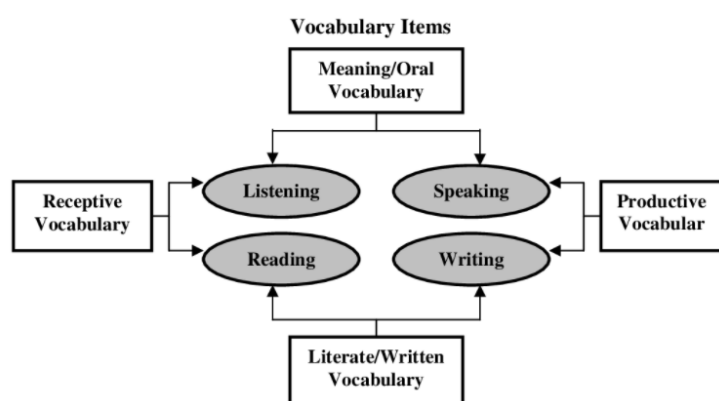 Vocabulary Items
Meaning/Oral
Vocabulary
Listening
Speaking
Receptive
Vocabulary
Productive
Vocabular
Reading
Writing
Literate/Written
Vocabulary